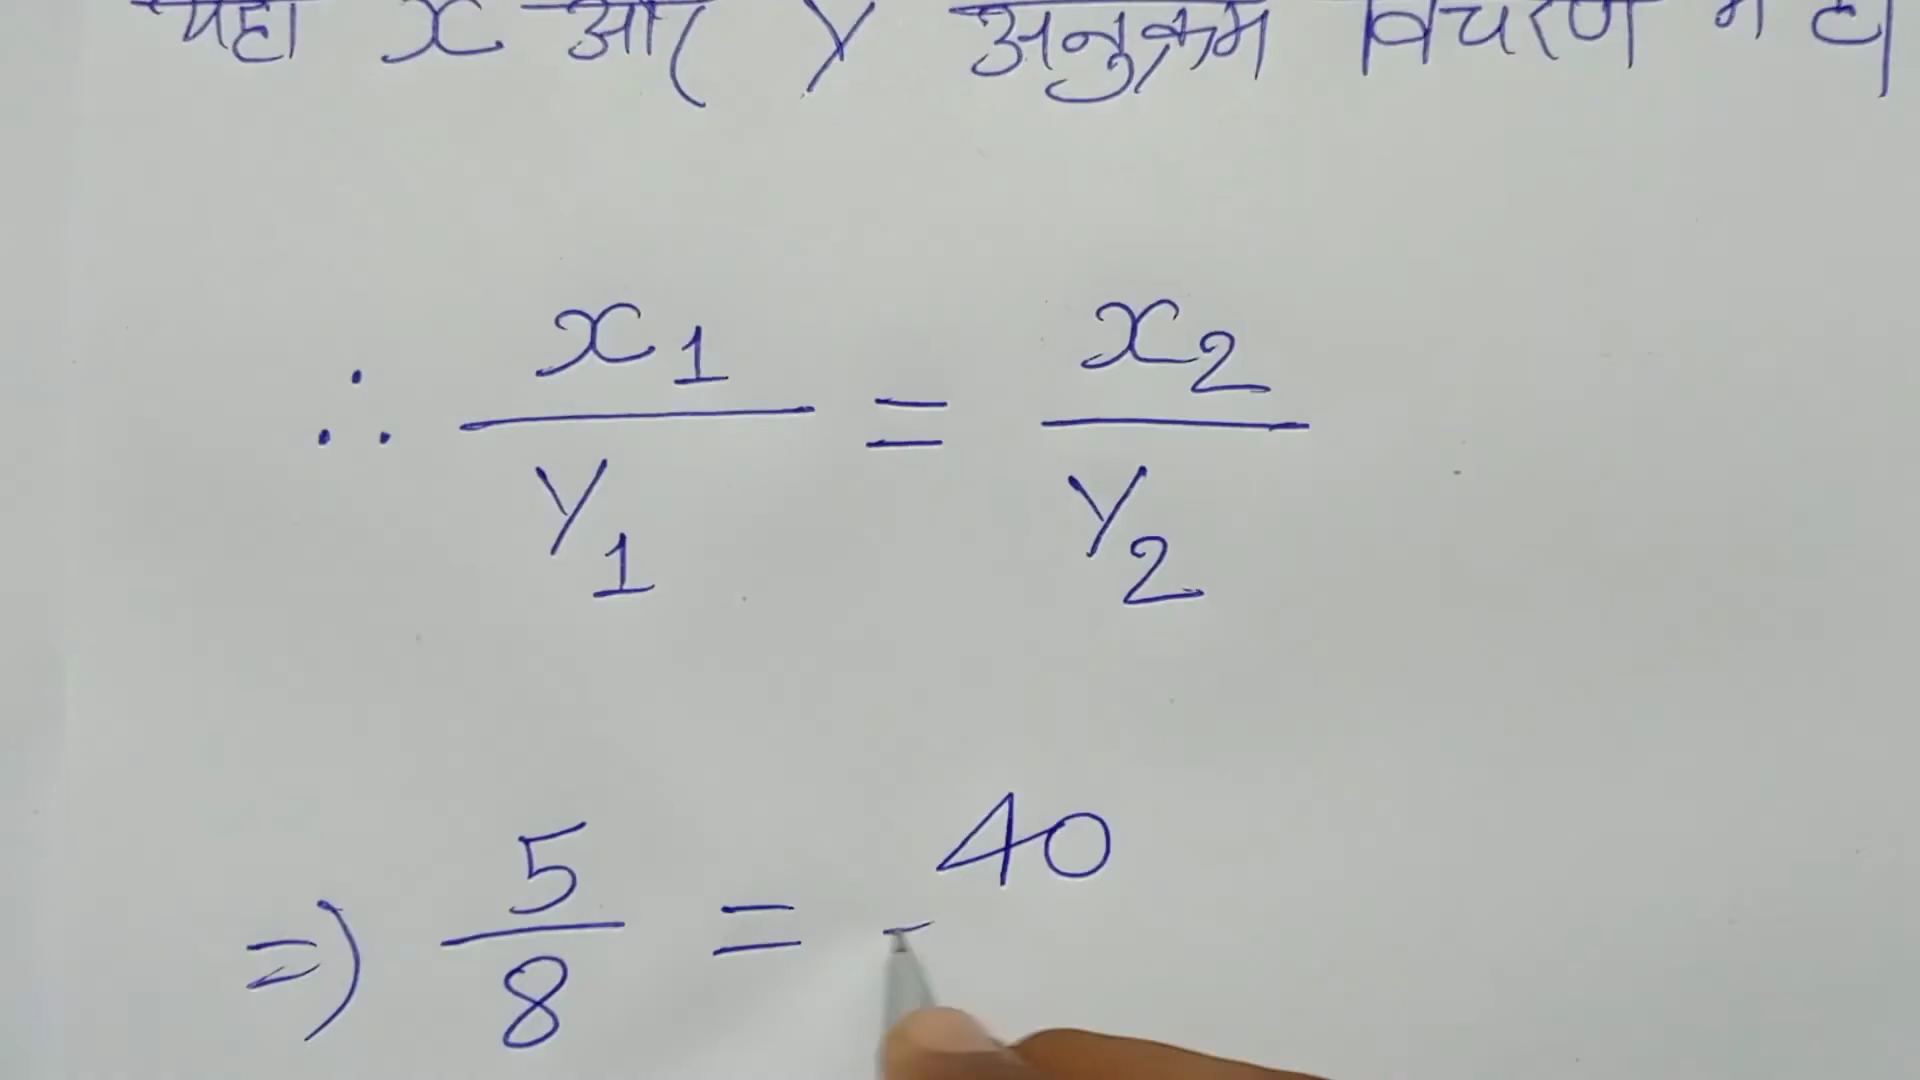 यहाँ x और y अनुक्रम विचरण में है।
∴ x₁/y₁ = x₂/y₂
=> 5/8 = 40